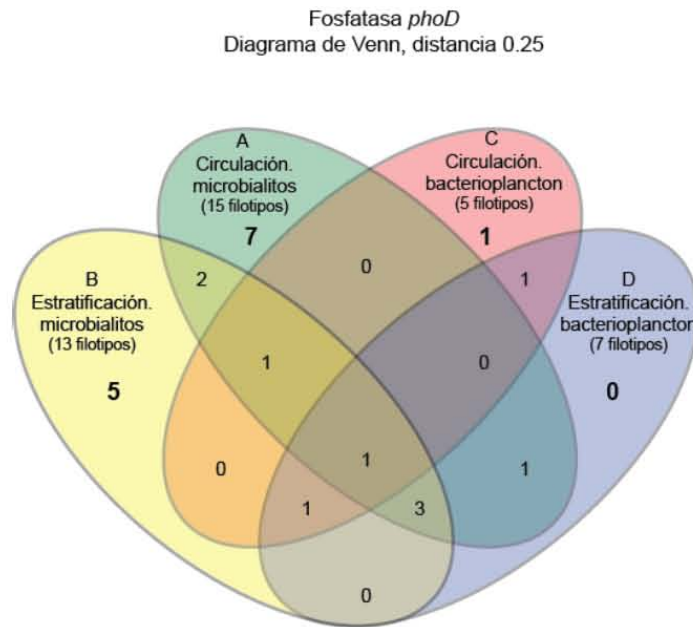 Fosfatasa phoD
Diagrama de Venn, distancia 0.25
A
Circulación.
microbialitos
(15 filotipos)
7
C
Circulación.
bacterioplancton
(5 filotipos)
1
B
Estratificación.
microbialitos
(13 filotipos)
5
D
Estratificación.
bacterioplancton
(7 filotipos)
0
2
0
1
1
0
0
1
1
3
1
0